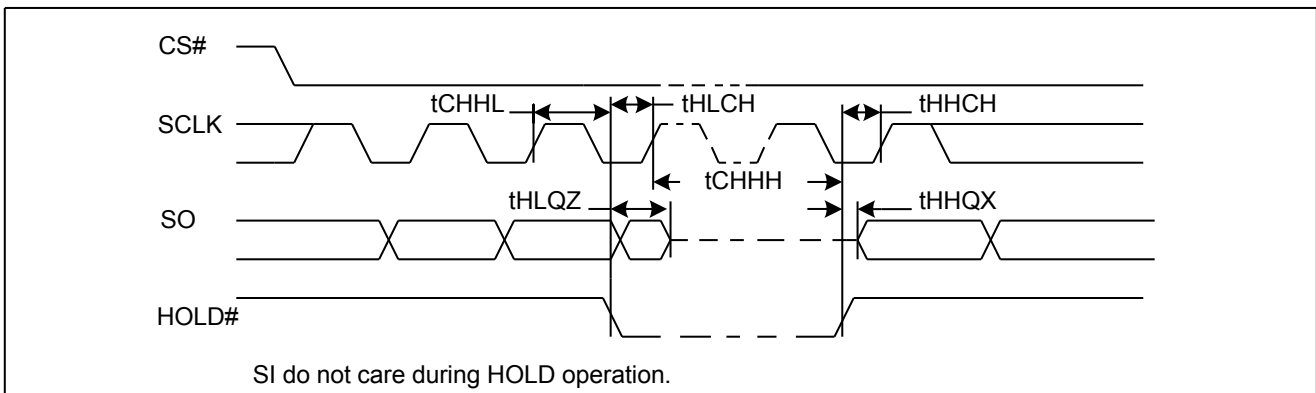 CS#
tCHHL tHLCH tHHCH
SCLK
tCHHH
tHLQZ tHHQX
SO
HOLD#
SI do not care during HOLD operation.